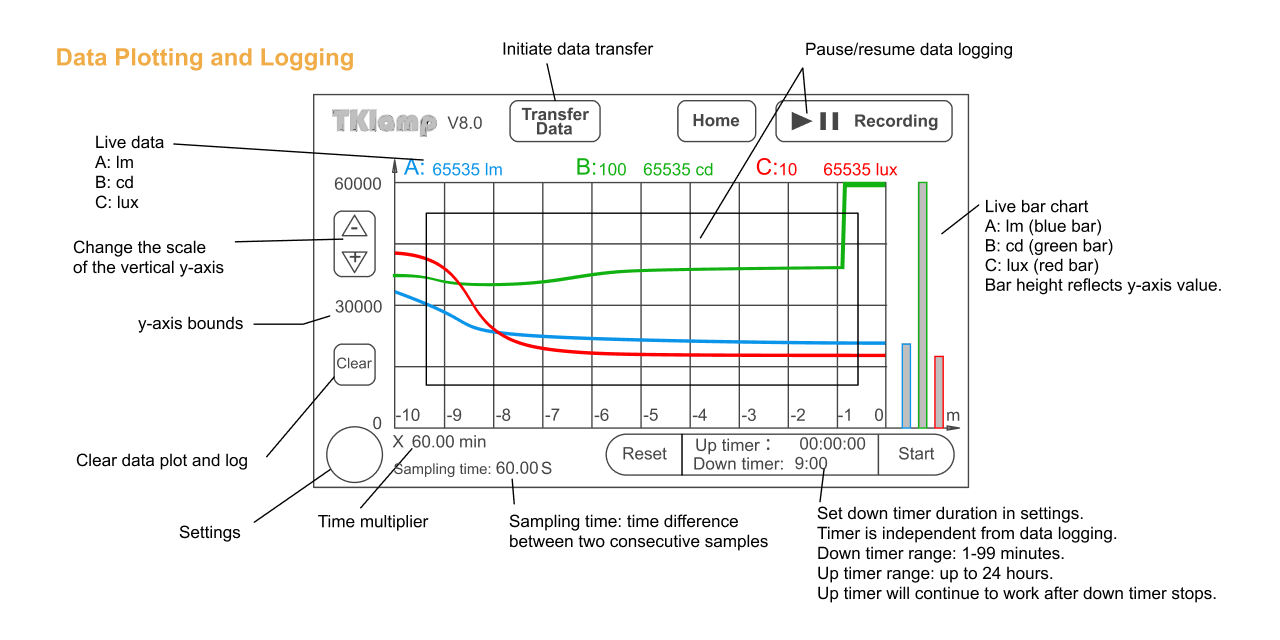 Data Plotting and Logging
Initiate data transfer
Pause/resume data logging
TKlamp V8.0
Transfer
Data
Home
Recording
Live data
A: lm
B: cd
C: lux
A: 65535 lm
B:100 65535 cd
C:10 65535 lux
60000
-
+
Change the scale
of the vertical y-axis
Live bar chart
A: lm (blue bar)
B: cd (green bar)
C: lux (red bar)
Bar height reflects y-axis value.
30000
y-axis bounds
Clear
0
-10 -9 -8 -7 -6 -5 -4 -3 -2 -1 0 m
X 60.00 min
Sampling time: 60.00 S
Reset
Up timer : 00:00:00
Down timer: 9:00
Start
Clear data plot and log
Settings
Time multiplier
Sampling time: time difference
between two consecutive samples
Set down timer duration in settings.
Timer is independent from data logging.
Down timer range: 1-99 minutes.
Up timer range: up to 24 hours.
Up timer will continue to work after down timer stops.